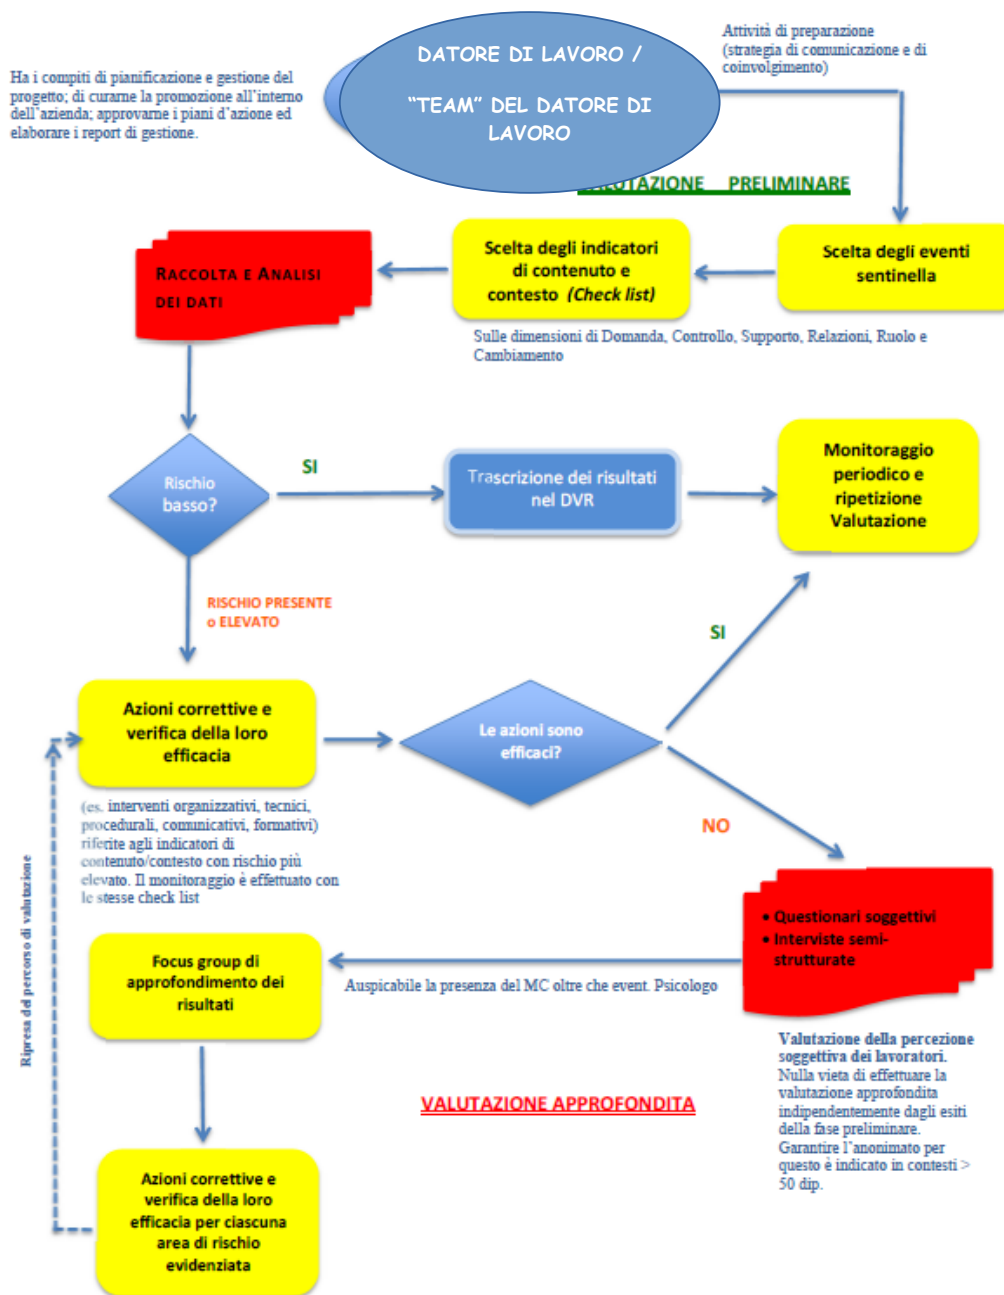 DATORE DI LAVORO /
“TEAM” DEL DATORE DI
LAVORO
Attività di preparazione
(strategia di comunicazione e di
coinvolgimento)
Ha i compiti di pianificazione e gestione del
progetto; di curarne la promozione all’interno
dell’azienda; approvarne i piani d’azione ed
elaborare i report di gestione.
VALUTAZIONE PRELIMINARE
Scelta degli eventi
sentinella
Scelta degli indicatori
di contenuto e
contesto (Check list)
RACCOLTA E ANALISI
DEI DATI
Sulle dimensioni di Domanda, Controllo, Supporto, Relazioni, Ruolo e
Cambiamento
Rischio
basso?
SI
Trascrizione dei risultati
nel DVR
Monitoraggio
periodico e
ripetizione
Valutazione
RISCHIO PRESENTE
o ELEVATO
SI
Azioni correttive e
verifica della loro
efficacia
Le azioni sono
efficaci?
(es. interventi organizzativi, tecnici,
procedurali, comunicativi, formativi)
riferite agli indicatori di
contenuto/contesto con rischio più
elevato. Il monitoraggio è effettuato con
le stesse check list
NO
• Questionari soggettivi
• Interviste semi-
strutturate
Focus group di
approfondimento dei
risultati
Auspicabile la presenza del MC oltre che event. Psicologo
Valutazione della percezione
soggettiva dei lavoratori.
Nulla vieta di effettuare la
valutazione approfondita
indipendentemente dagli esiti
della fase preliminare.
Garantire l’anonimato per
questo è indicato in contesti >
50 dip.
VALUTAZIONE APPROFONDITA
Ripresa del percorso di valutazione
Azioni correttive e
verifica della loro
efficacia per ciascuna
area di rischio
evidenziata